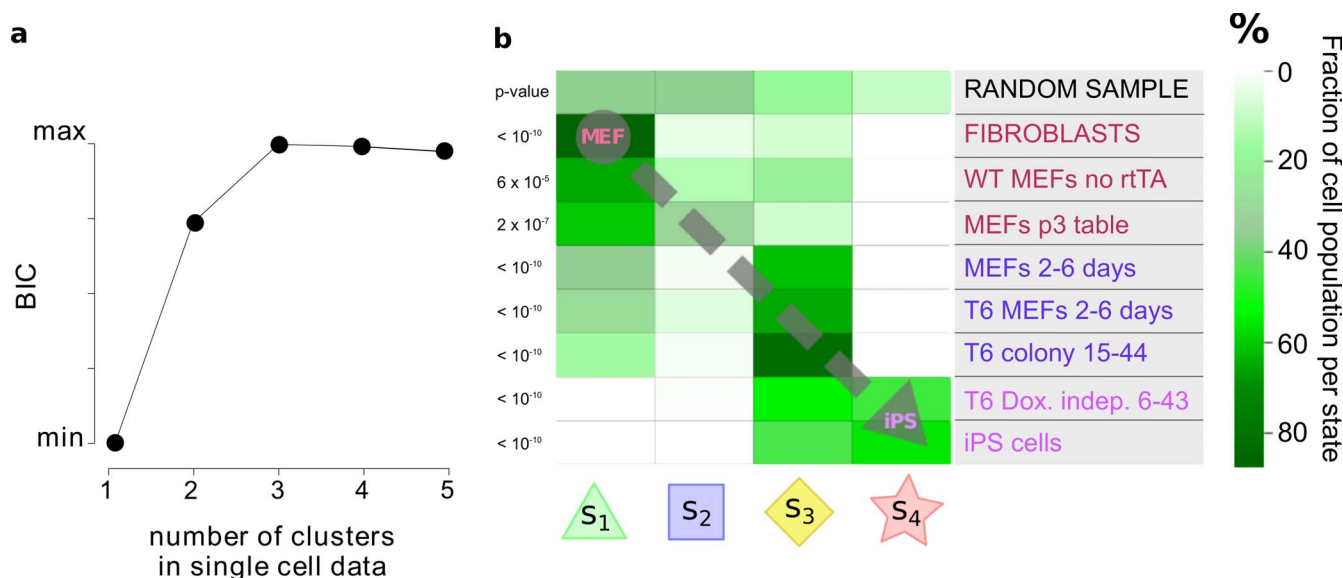 a
max
BIC
min
1 2 3 4 5
number of clusters
in single cell data
b
%
p-value RANDOM SAMPLE
< 10-10 MEF FIBROBLASTS
6 x 10-5 WT MEFs no rtTA
2 x 10-7 MEFs p3 table
< 10-10 MEFs 2-6 days
< 10-10 T6 MEFs 2-6 days
< 10-10 T6 colony 15-44
< 10-10 T6 Dox. indep. 6-43
< 10-10 iPS iPS cells
S1 S2 S3 S4
0
20
40
60
80
Fraction of cell population per state